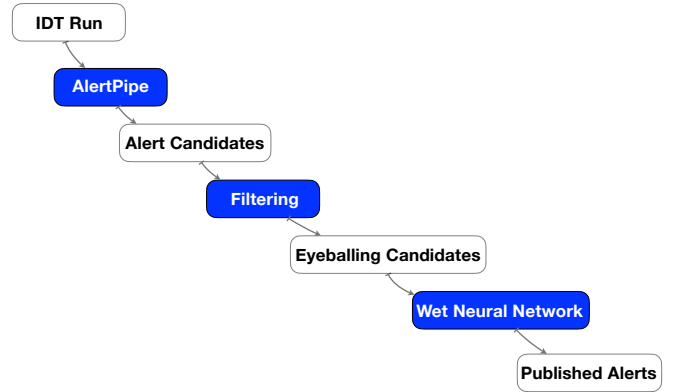 IDT Run
AlertPipe
Alert Candidates
Filtering
Eyeballing Candidates
Wet Neural Network
Published Alerts